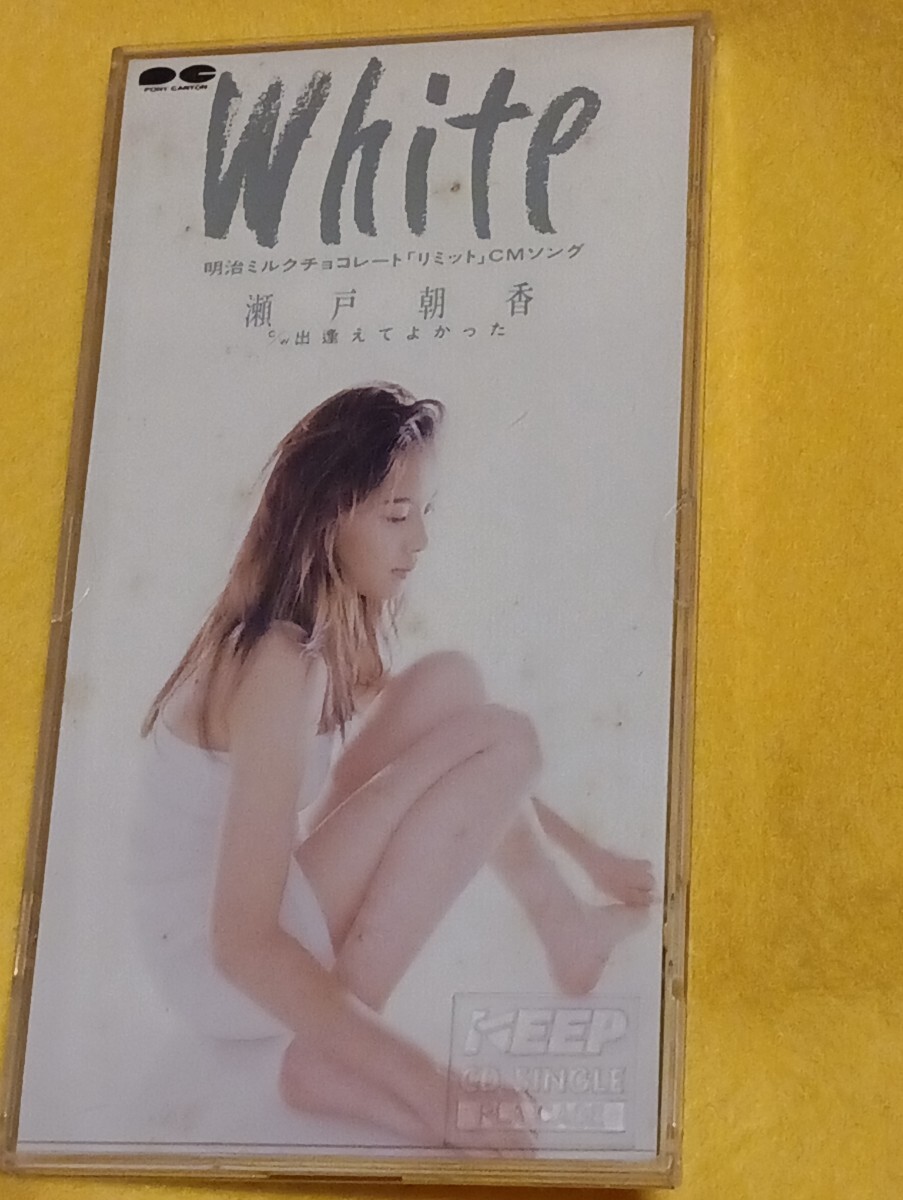 PONY CANYON
White
明治ミルクチョコレート「リミット」CMソング
瀬戸朝香
c/w出逢えてよかった
KEEP
CD SINGLE